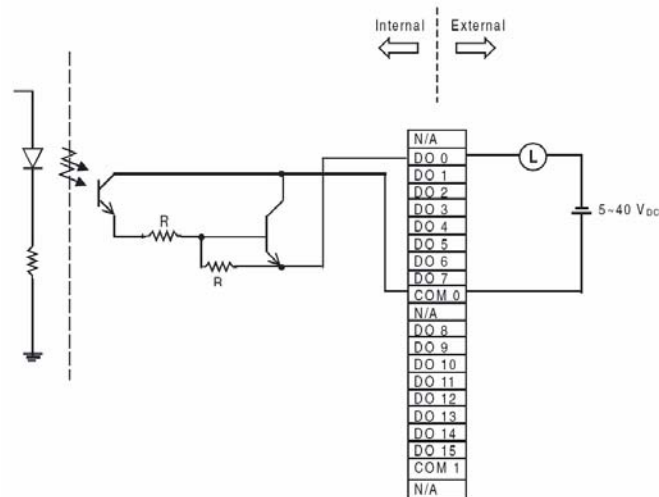 Internal External
N/A
DO 0
DO 1
DO 2
DO 3
DO 4
DO 5
DO 6
DO 7
COM 0
N/A
DO 8
DO 9
DO 10
DO 11
DO 12
DO 13
DO 14
DO 15
COM 1
N/A
L
5~40 VDC
R
R